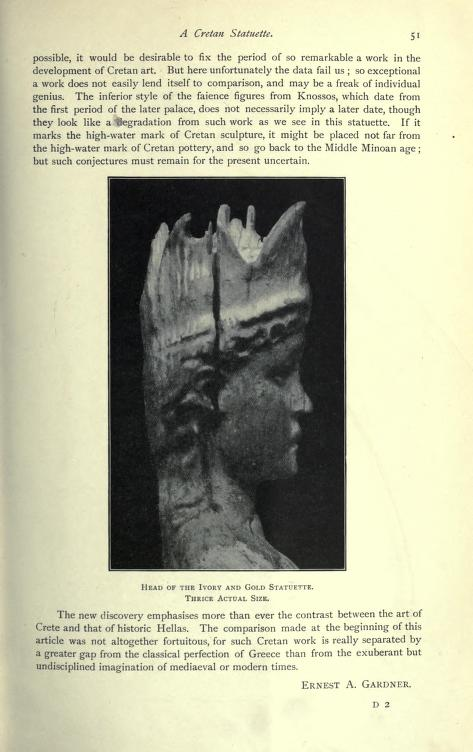 A Cretan Statuette. 51
possible, it would be desirable to fix the period of so remarkable a work in the
development of Cretan art. But here unfortunately the data fail us ; so exceptional
a work does not easily lend itself to comparison, and may be a freak of individual
genius. The inferior style of the faience figures from Knossos, which date from
the first period of the later palace, does not necessarily imply a later date, though
they look like a degradation from such work as we see in this statuette. If it
marks the high-water mark of Cretan sculpture, it might be placed not far from
the high-water mark of Cretan pottery, and so go back to the Middle Minoan age ;
but such conjectures must remain for the present uncertain.
HEAD OF THE IVORY AND GOLD STATUETTE.
THRICE ACTUAL SIZE.
The new discovery emphasises more than ever the contrast between the art of
Crete and that of historic Hellas. The comparison made at the beginning of this
article was not altogether fortuitous, for such Cretan work is really separated by
a greater gap from the classical perfection of Greece than from the exuberant but
undisciplined imagination of mediaeval or modern times.
ERNEST A. GARDNER.
D 2